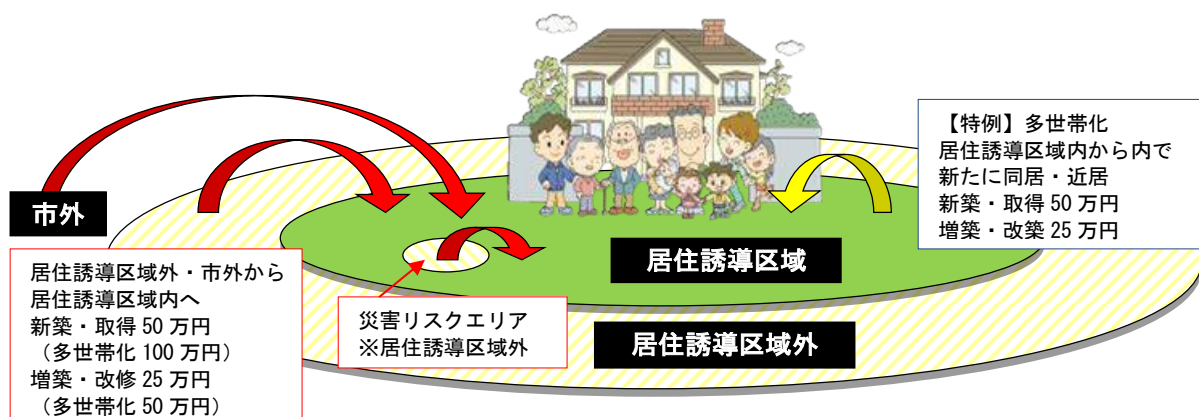 【特例】多世帯化
居住誘導区域内から内で
新たに同居・近居
新築・取得 50 万円
増築・改築 25 万円
市外
居住誘導区域外・市外から
居住誘導区域内へ
新築・取得 50 万円
（多世帯化 100 万円）
増築・改修 25 万円
（多世帯化 50 万円）
災害リスクエリア
※居住誘導区域外
居住誘導区域
居住誘導区域外